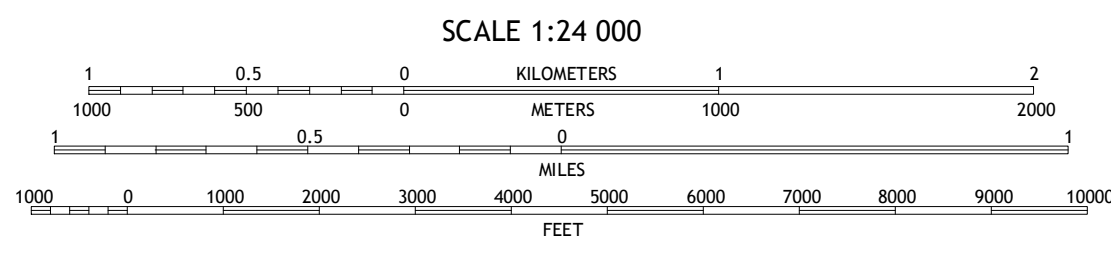 SCALE 1:24 000
1 0.5 0 KILOMETERS 1 2
1000 500 0 METERS 1000 2000
1 0.5 0 1
MILES
1000 0 1000 2000 3000 4000 5000 6000 7000 8000 9000 10000
FEET